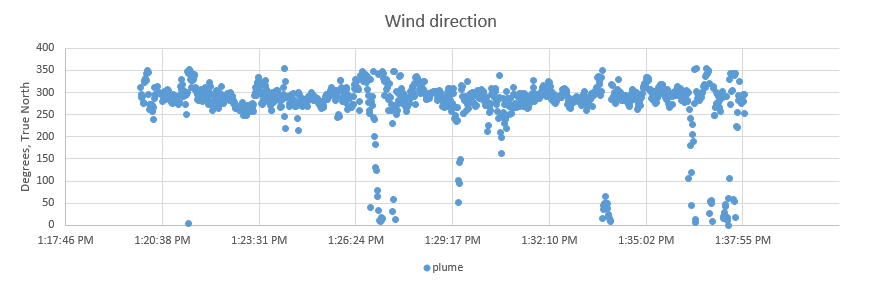 Wind direction
400
350
300
250
200
150
100
50
0
Degrees, True North
1:17:46 PM 1:20:38 PM 1:23:31 PM 1:26:24 PM 1:29:17 PM 1:32:10 PM 1:35:02 PM 1:37:55 PM
plume